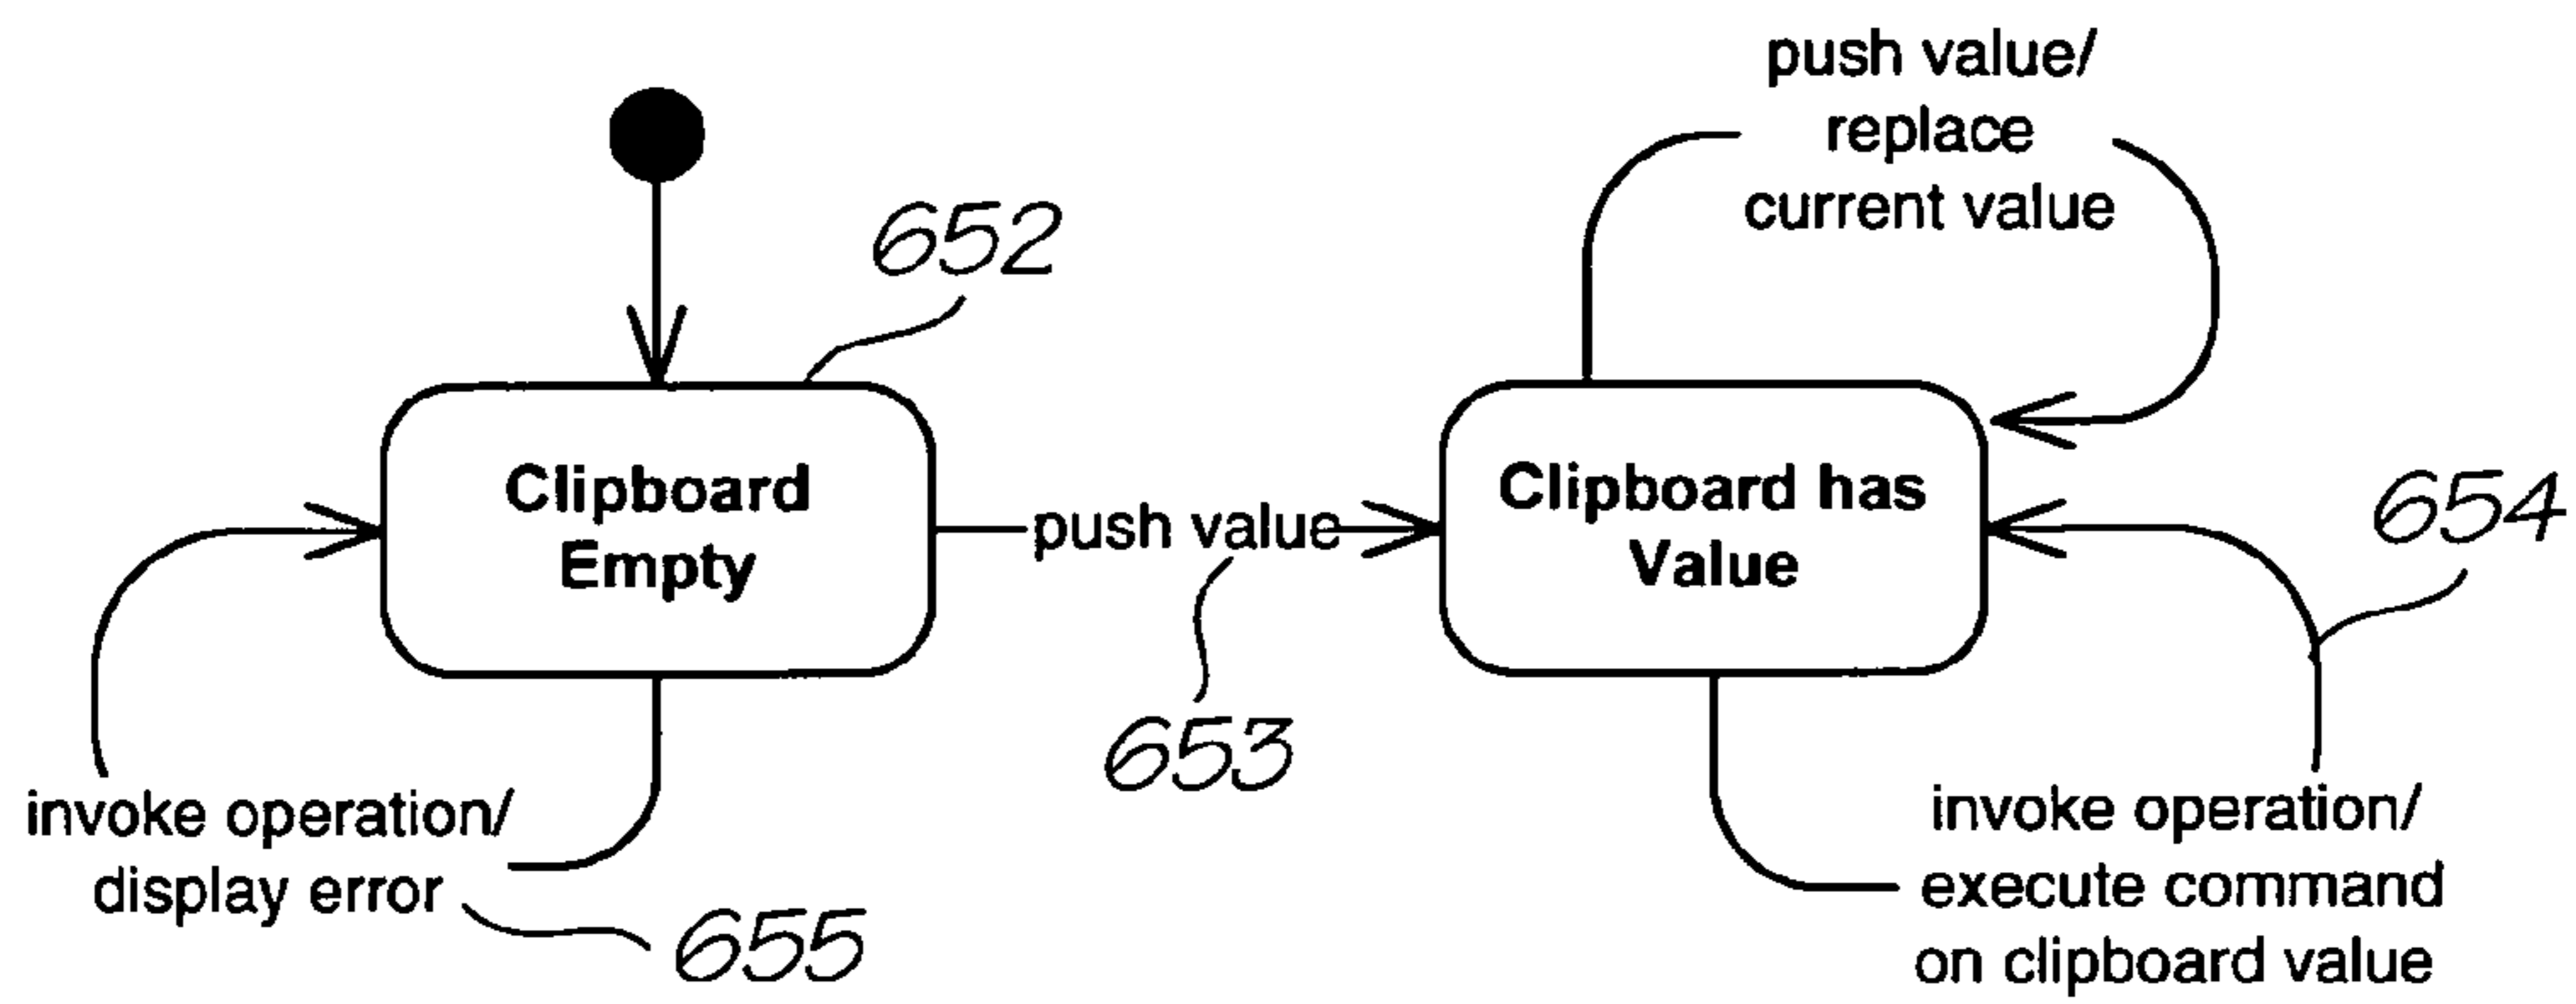 push value/
replace
current value
652
Clipboard
Empty
push value
Clipboard has
Value
654
653
invoke operation/
display error
655
invoke operation/
execute command
on clipboard value